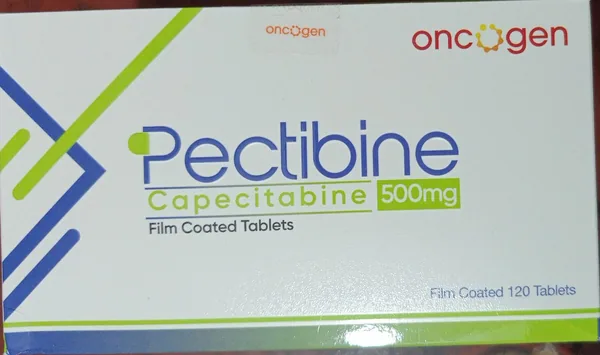 oncogen
oncogen
Pectibine
Capecitabine 500mg
Film Coated Tablets
Film Coated 120 Tablets